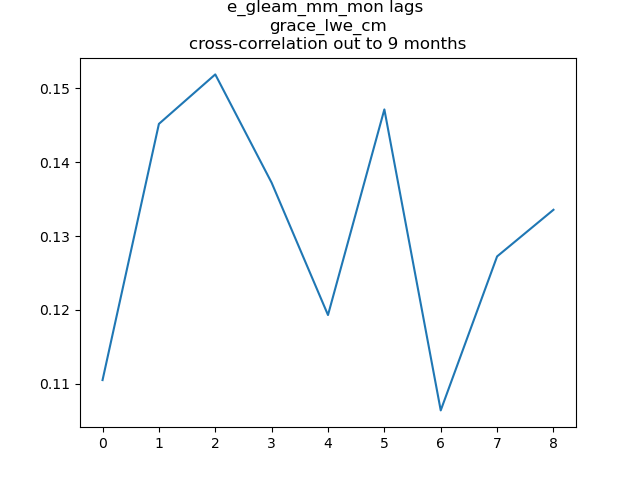 e_gleam_mm_mon lags
grace_lwe_cm
cross-correlation out to 9 months
0.15
0.14
0.13
0.12
0.11
0 1 2 3 4 5 6 7 8